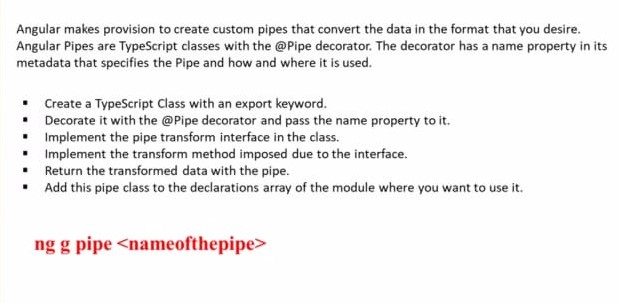 Angular makes provision to create custom pipes that convert the data in the format that you desire.
Angular Pipes are TypeScript classes with the @Pipe decorator. The decorator has a name property in its
metadata that specifies the Pipe and how and where it is used.
▪ Create a TypeScript Class with an export keyword.
▪ Decorate it with the @Pipe decorator and pass the name property to it.
▪ Implement the pipe transform interface in the class.
▪ Implement the transform method imposed due to the interface.
▪ Return the transformed data with the pipe.
▪ Add this pipe class to the declarations array of the module where you want to use it.
ng g pipe <nameofthepipe>